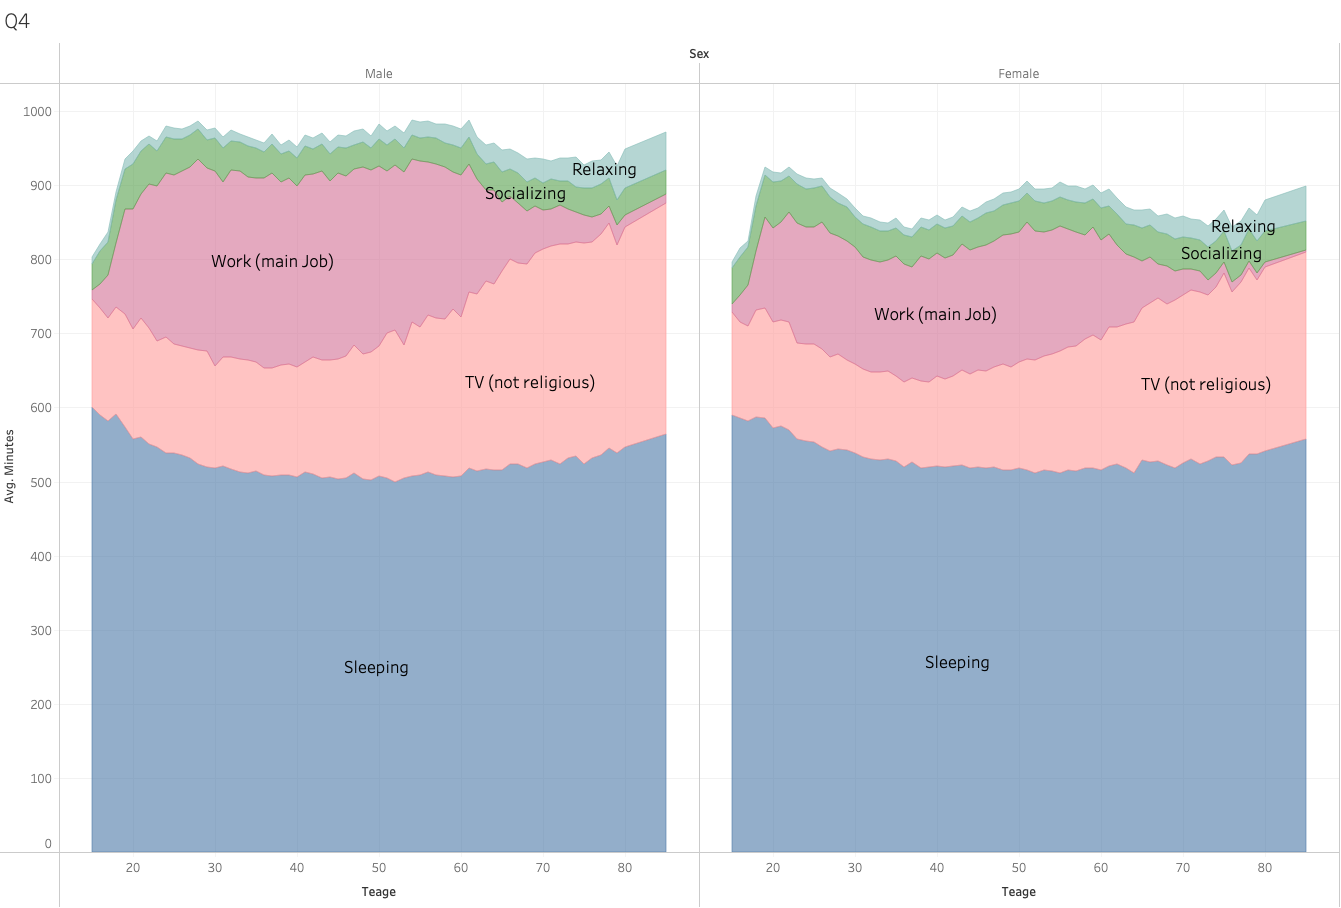 Q4
Sex
Male Female
1000
900
800
700
600
500
400
300
200
100
0
Avg. Minutes
Relaxing
Socializing
Work (main Job)
TV (not religious)
Sleeping
Relaxing
Socializing
Work (main Job)
TV (not religious)
Sleeping
20 30 40 50 60 70 80 20 30 40 50 60 70 80
Teage Teage